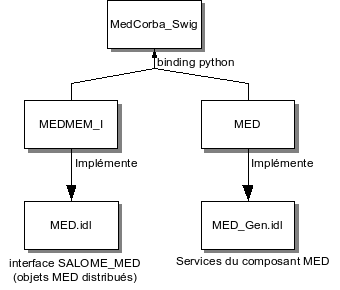 MedCorba_Swig
binding python
MEDMEM_I
MED
Implémente
Implémente
MED.idl
MED_Gen.idl
interface SALOME_MED
(objets MED distribués)
Services du composant MED